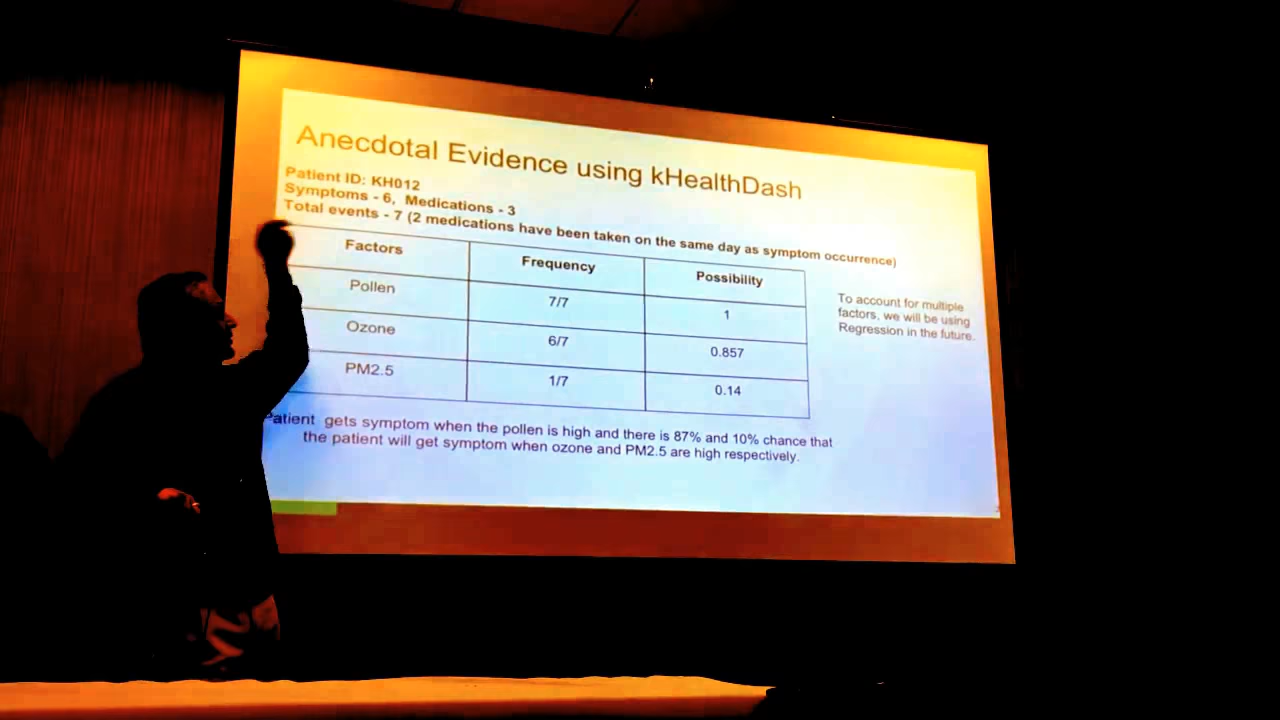 Anecdotal Evidence using kHealthDash
Patient ID: KH012
Symptoms - 6, Medications - 3
Total events - 7 (2 medications have been taken on the same day as symptom occurrence)
Factors Frequency Possibility
Pollen 7/7 1
Ozone 6/7 0.857
PM2.5 1/7 0.14
To account for multiple
factors, we will be using
Regression in the future.
Patient gets symptom when the pollen is high and there is 87% and 10% chance that
the patient will get symptom when ozone and PM2.5 are high respectively.